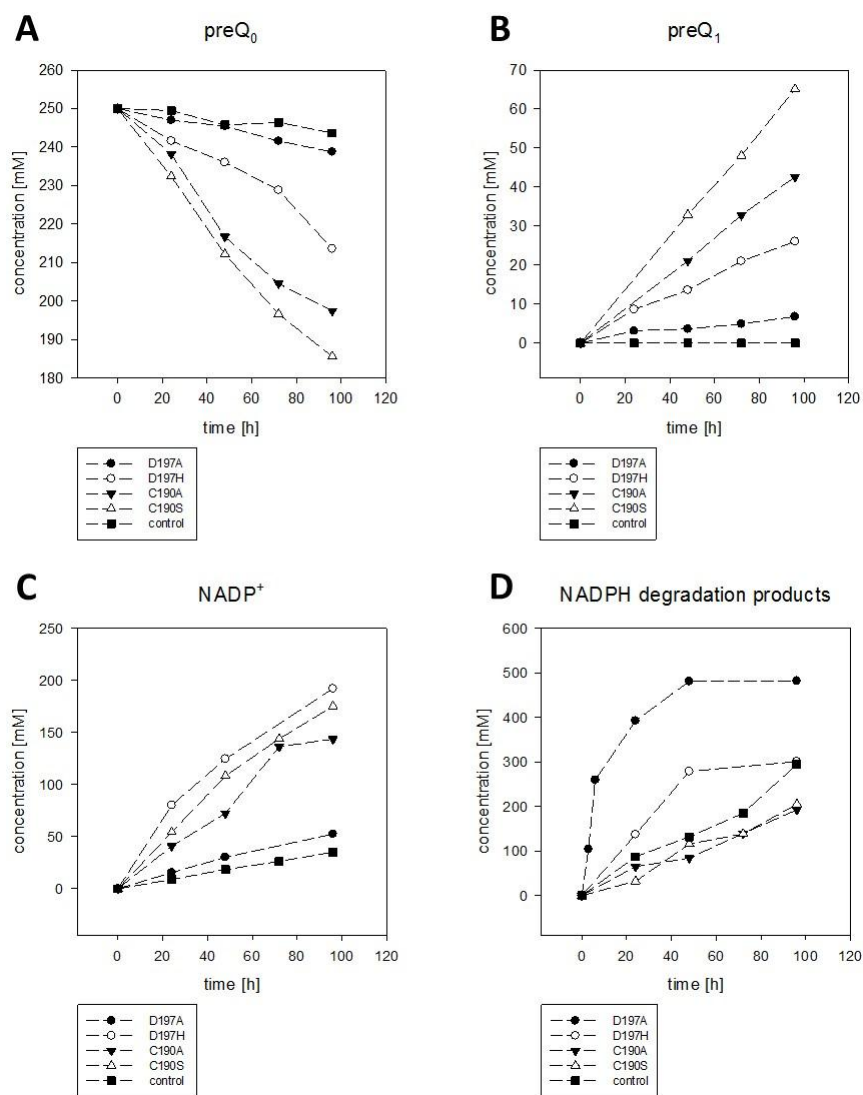 A
preQ₀
concentration [mM]
260
250
240
230
220
210
200
190
180
0 20 40 60 80 100 120
time [h]
D197A
D197H
C190A
C190S
control
B
preQ₁
concentration [mM]
70
60
50
40
30
20
10
0
0 20 40 60 80 100 120
time [h]
D197A
D197H
C190A
C190S
control
C
NADP⁺
concentration [mM]
250
200
150
100
50
0
0 20 40 60 80 100 120
time [h]
D197A
D197H
C190A
C190S
control
D
NADPH degradation products
concentration [mM]
600
500
400
300
200
100
0
0 20 40 60 80 100 120
time [h]
D197A
D197H
C190A
C190S
control